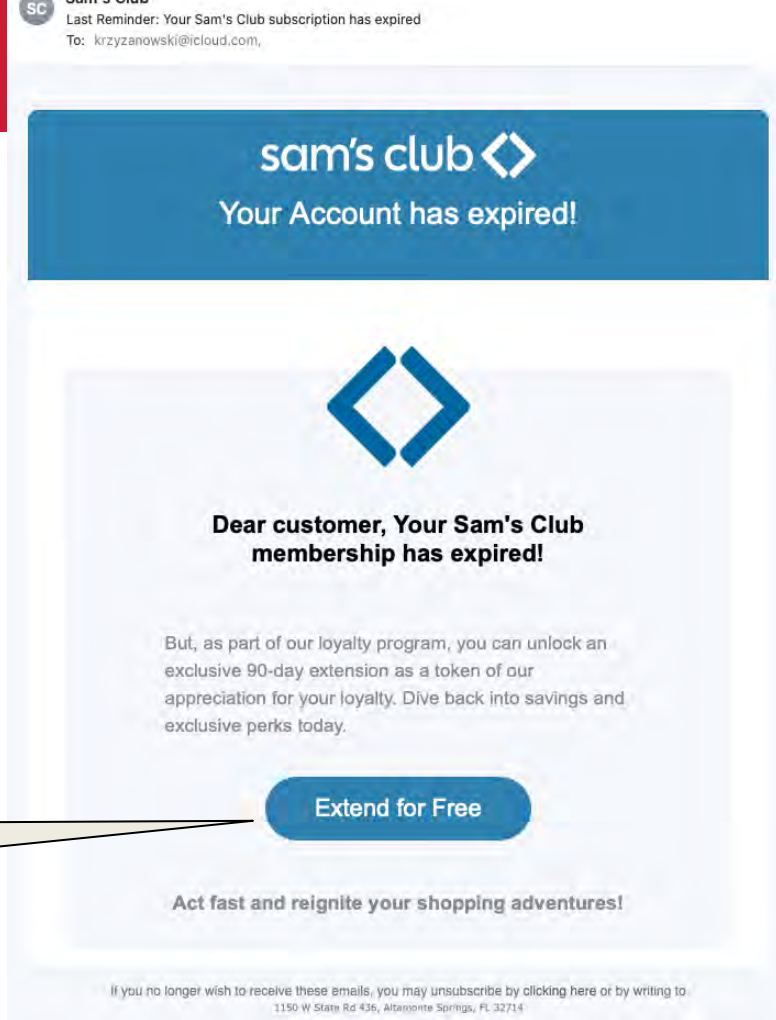 SC
Sam's Club
Last Reminder: Your Sam's Club subscription has expired
To: krzyzanowski@icloud.com,
sam's club
Your Account has expired!
Dear customer, Your Sam's Club
membership has expired!
But, as part of our loyalty program, you can unlock an
exclusive 90-day extension as a token of our
appreciation for your loyalty. Dive back into savings and
exclusive perks today.
Extend for Free
Act fast and reignite your shopping adventures!
If you no longer wish to receive these emails, you may unsubscribe by clicking here or by writing to
1150 W State Rd 436, Altamonte Springs, FL 32714